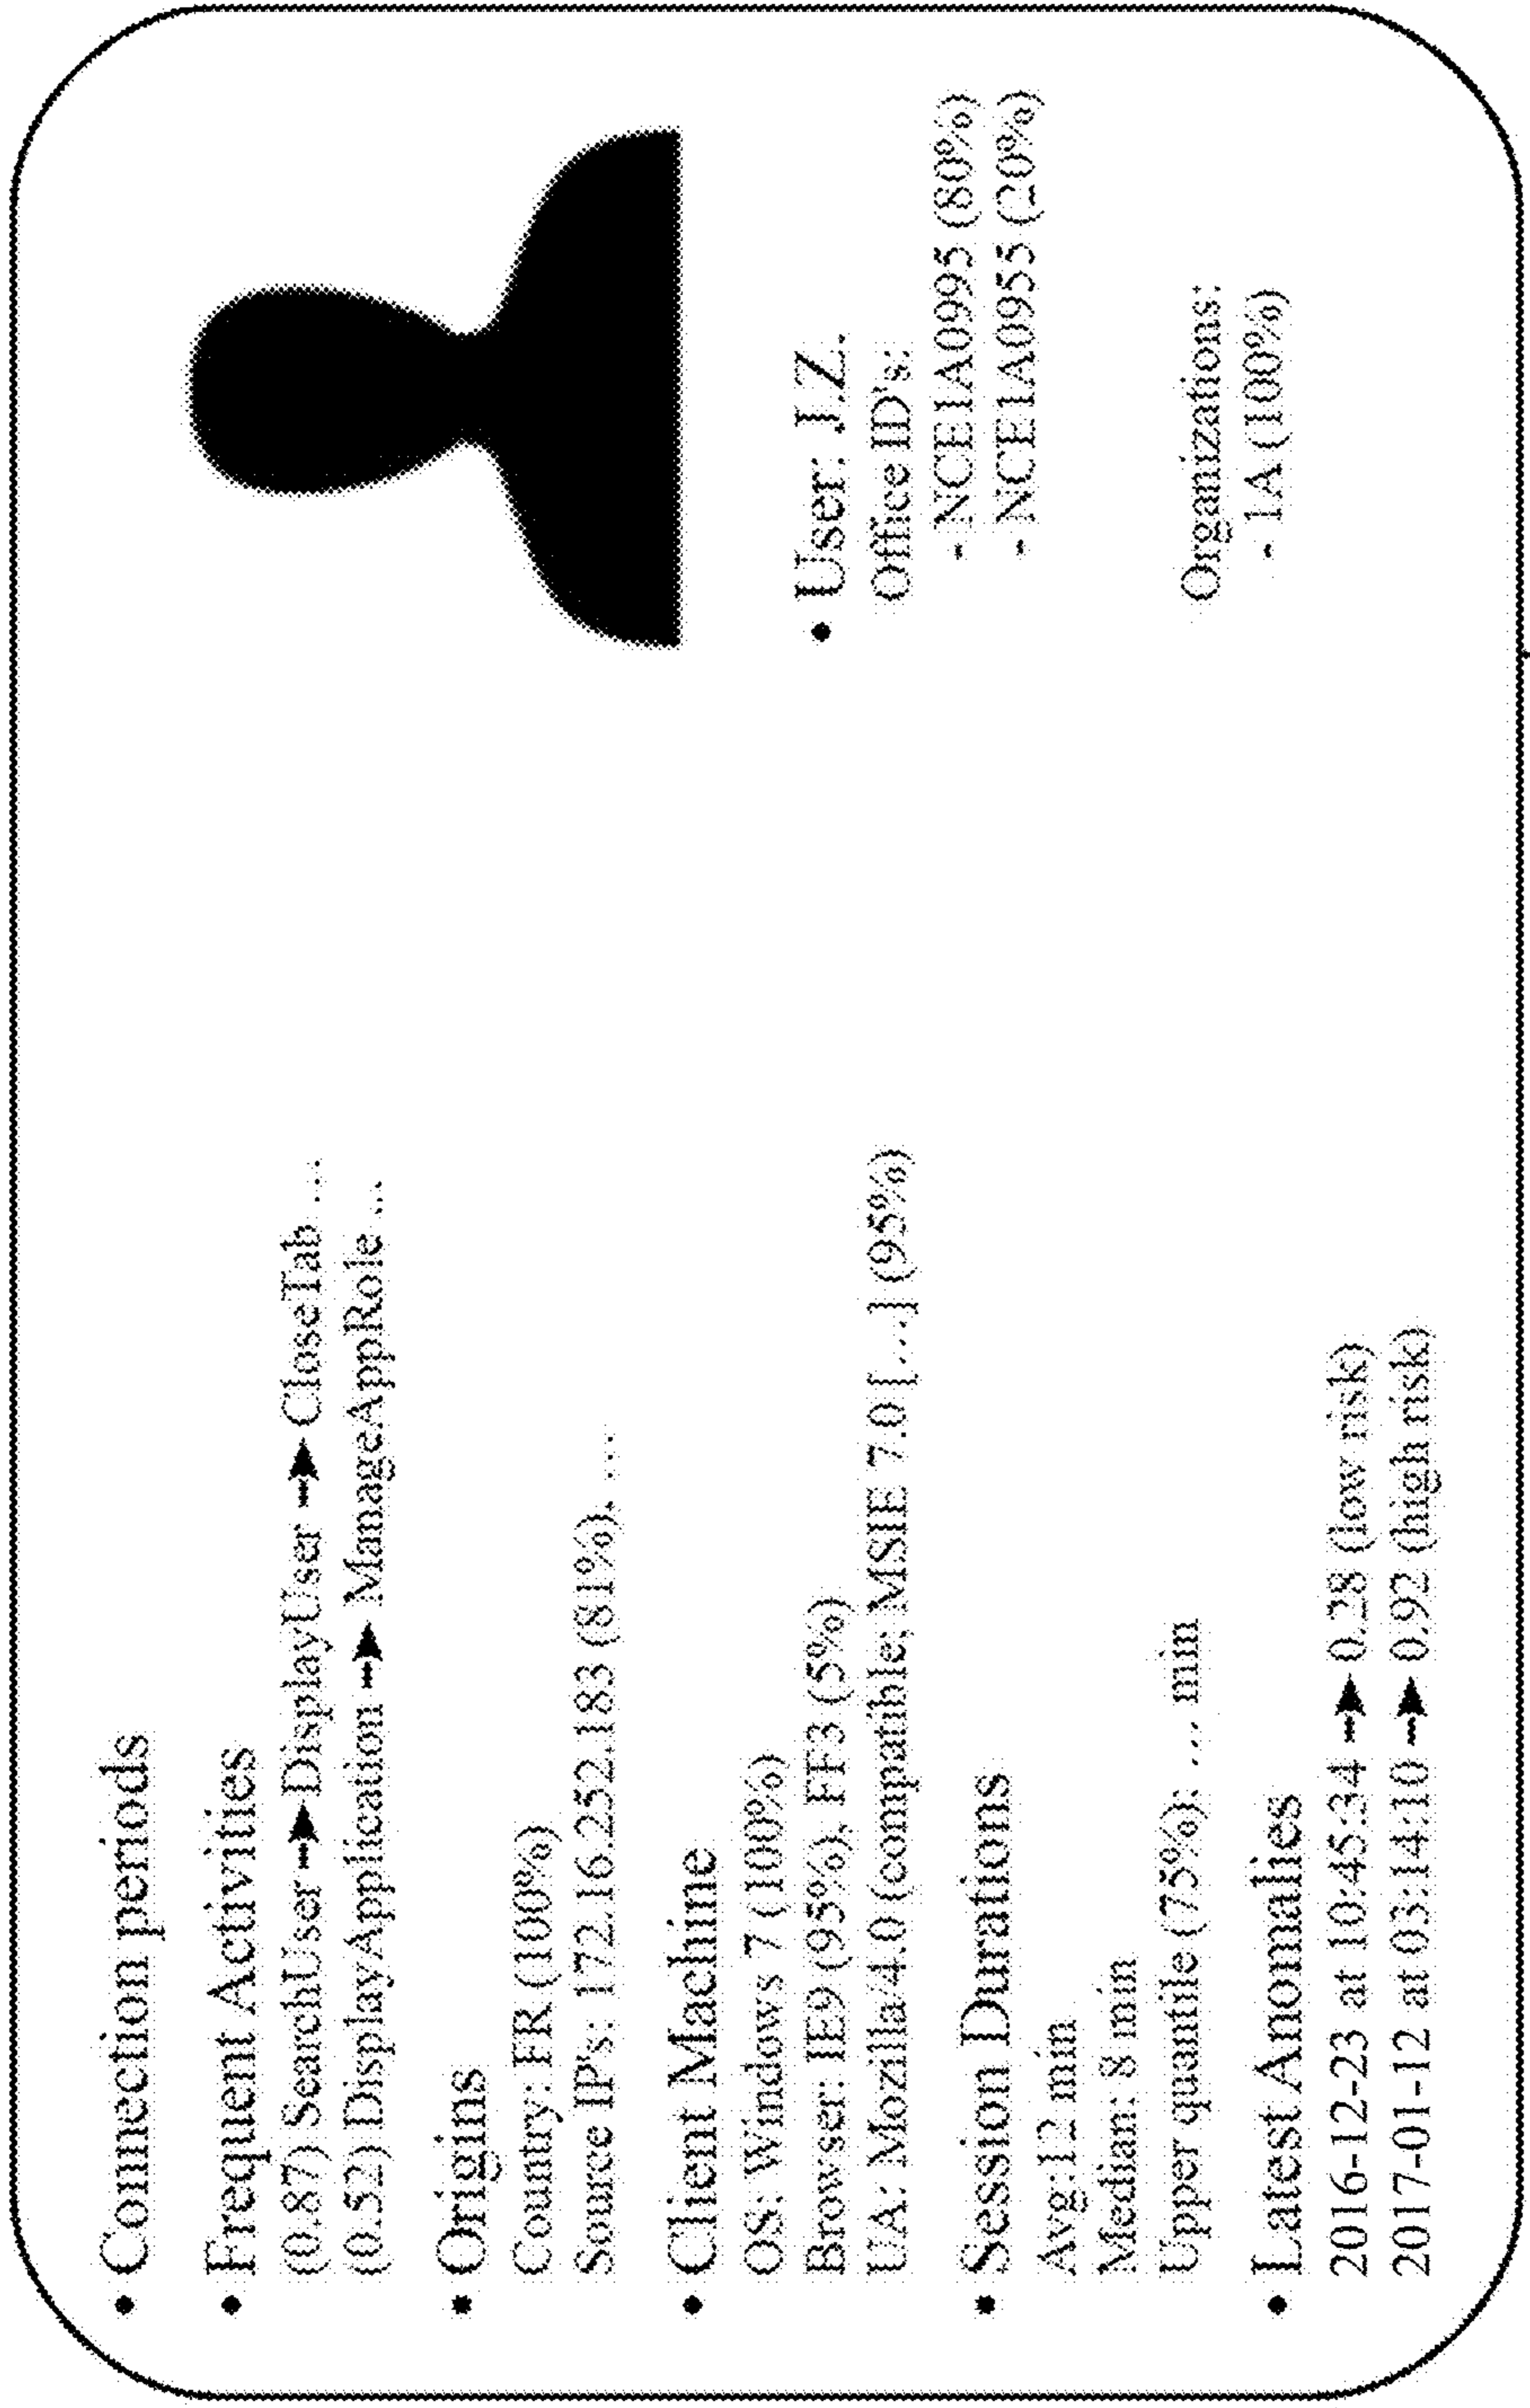 • Connection periods
• Frequent Activities
(0.87) SearchUser → DisplayUser → CloseTab ...
(0.52) DisplayApplication → ManageAppRole ...
• Origins
Country: FR (100%)
Source IP's: 172.16.252.183 (81%), ...
• Client Machine
OS: Windows 7 (100%)
Browser: IE9 (95%), FF3 (5%)
UA: Mozilla/4.0 (compatible; MSIE 7.0 [...] (95%)
• Session Durations
Avg:12 min
Median: 8 min
Upper quantile (75%): ... min
• Latest Anomalies
2016-12-23 at 10:45:34 → 0.28 (low risk)
2017-01-12 at 03:14:10 → 0.92 (high risk)
• User: J.Z.
Office ID's:
- NCE1A0995 (80%)
- NCE1A0955 (20%)
Organizations:
- 1A (100%)